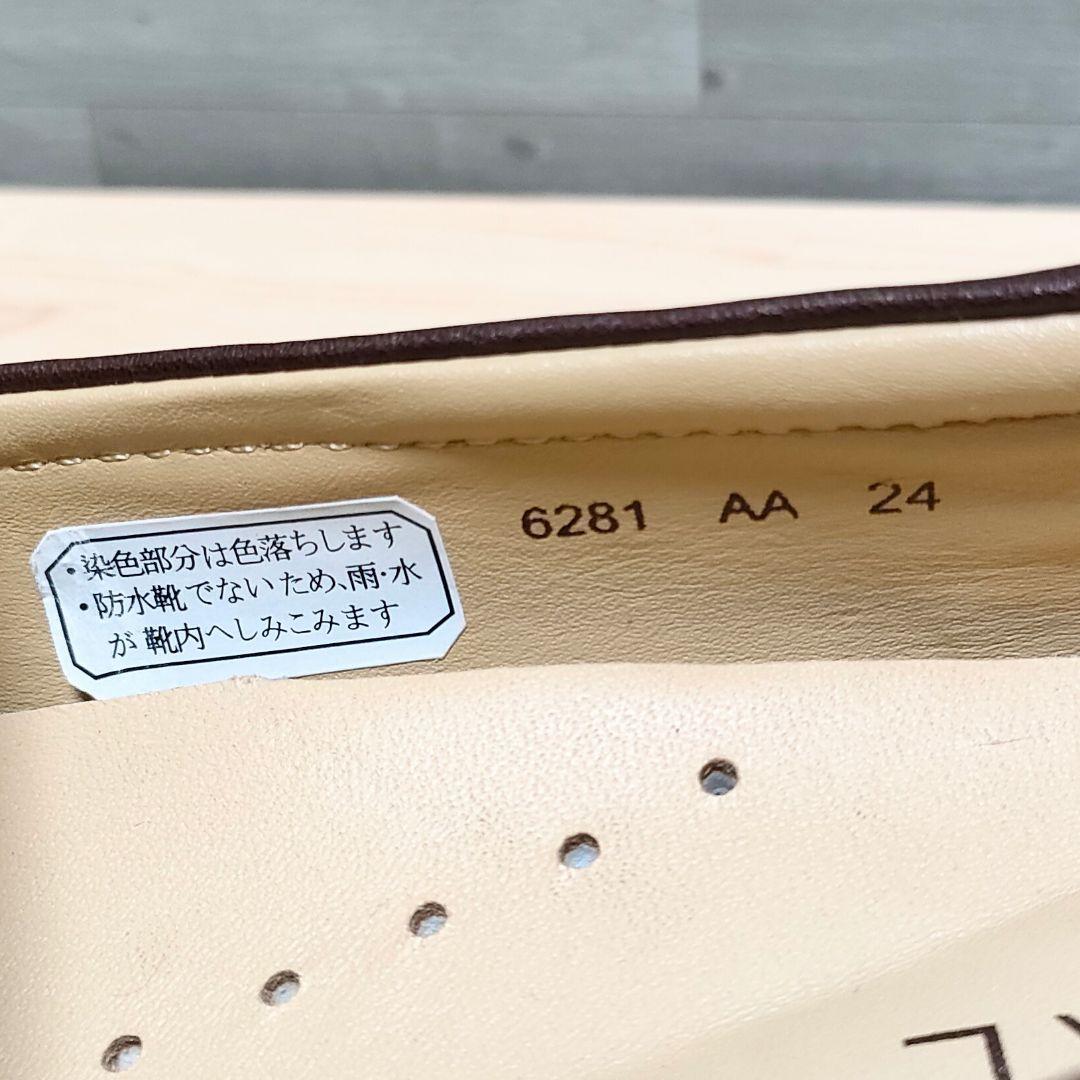 ・染色部分は色落ちします
・防水靴でないため、雨・水
が靴内へしみこみます
6281 AA 24